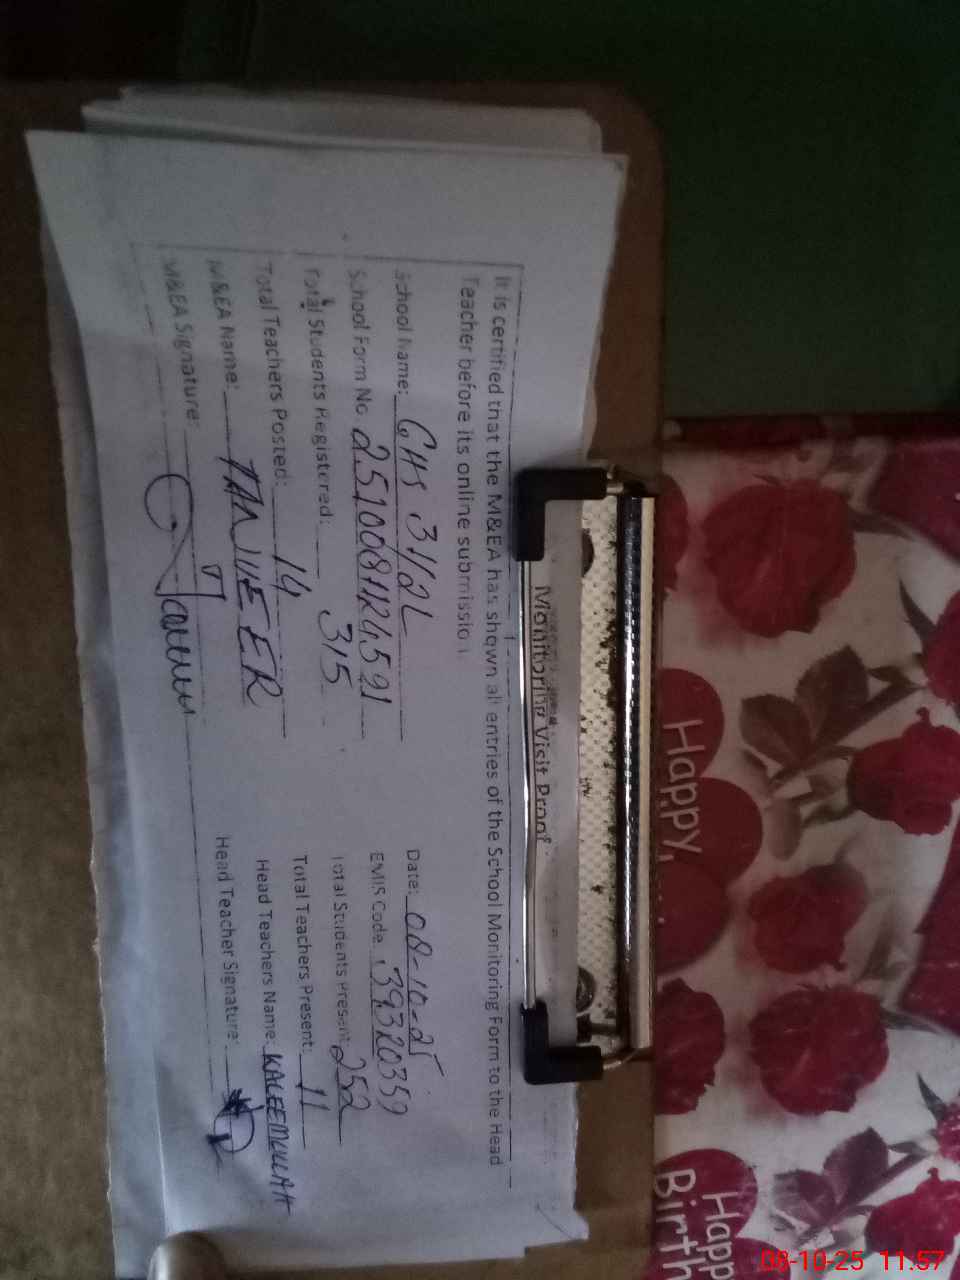 Monitoring Visit Proof
It is certified that the M&EA has shown all entries of the School Monitoring Form to the Head
Teacher before its online submission
School Name: GHS 31/2L Date: 08-10-25
School Form No 2510081124591 EMIS Code 39320359
Total Students Registered: 315 Total Students Present: 252
Total Teachers Posted: 14 Total Teachers Present: 11
M&EA Name: TANVEER Head Teachers Name: KALEEMULLAH
M&EA Signature: Head Teacher Signature:
Happy
Happ
Birth
08-10-25 11:57